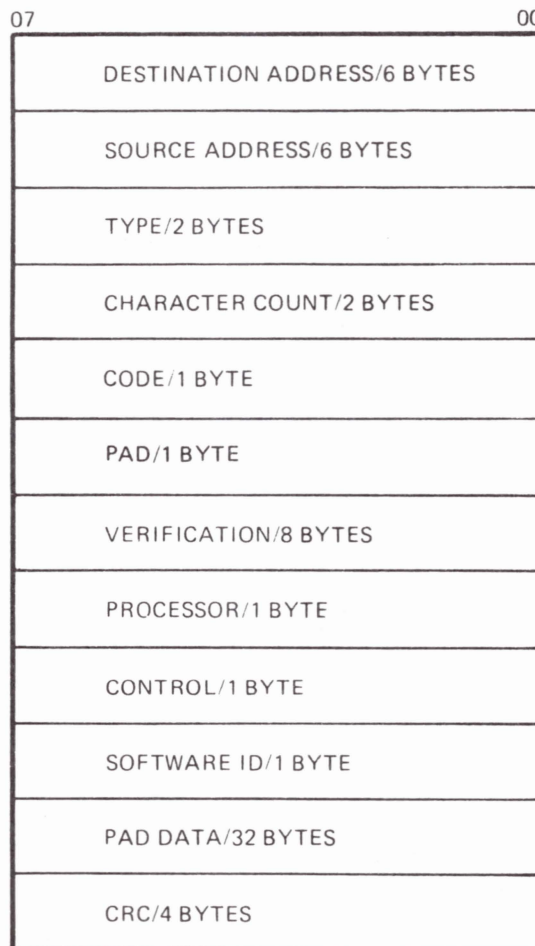 07 00
DESTINATION ADDRESS/6 BYTES
SOURCE ADDRESS/6 BYTES
TYPE/2 BYTES
CHARACTER COUNT/2 BYTES
CODE/1 BYTE
PAD/1 BYTE
VERIFICATION/8 BYTES
PROCESSOR/1 BYTE
CONTROL/1 BYTE
SOFTWARE ID/1 BYTE
PAD DATA/32 BYTES
CRC/4 BYTES